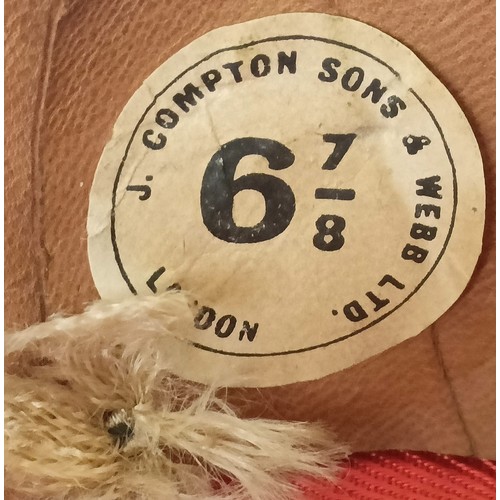 J. COMPTON SONS & WEBB LTD.
6 7/8
LONDON